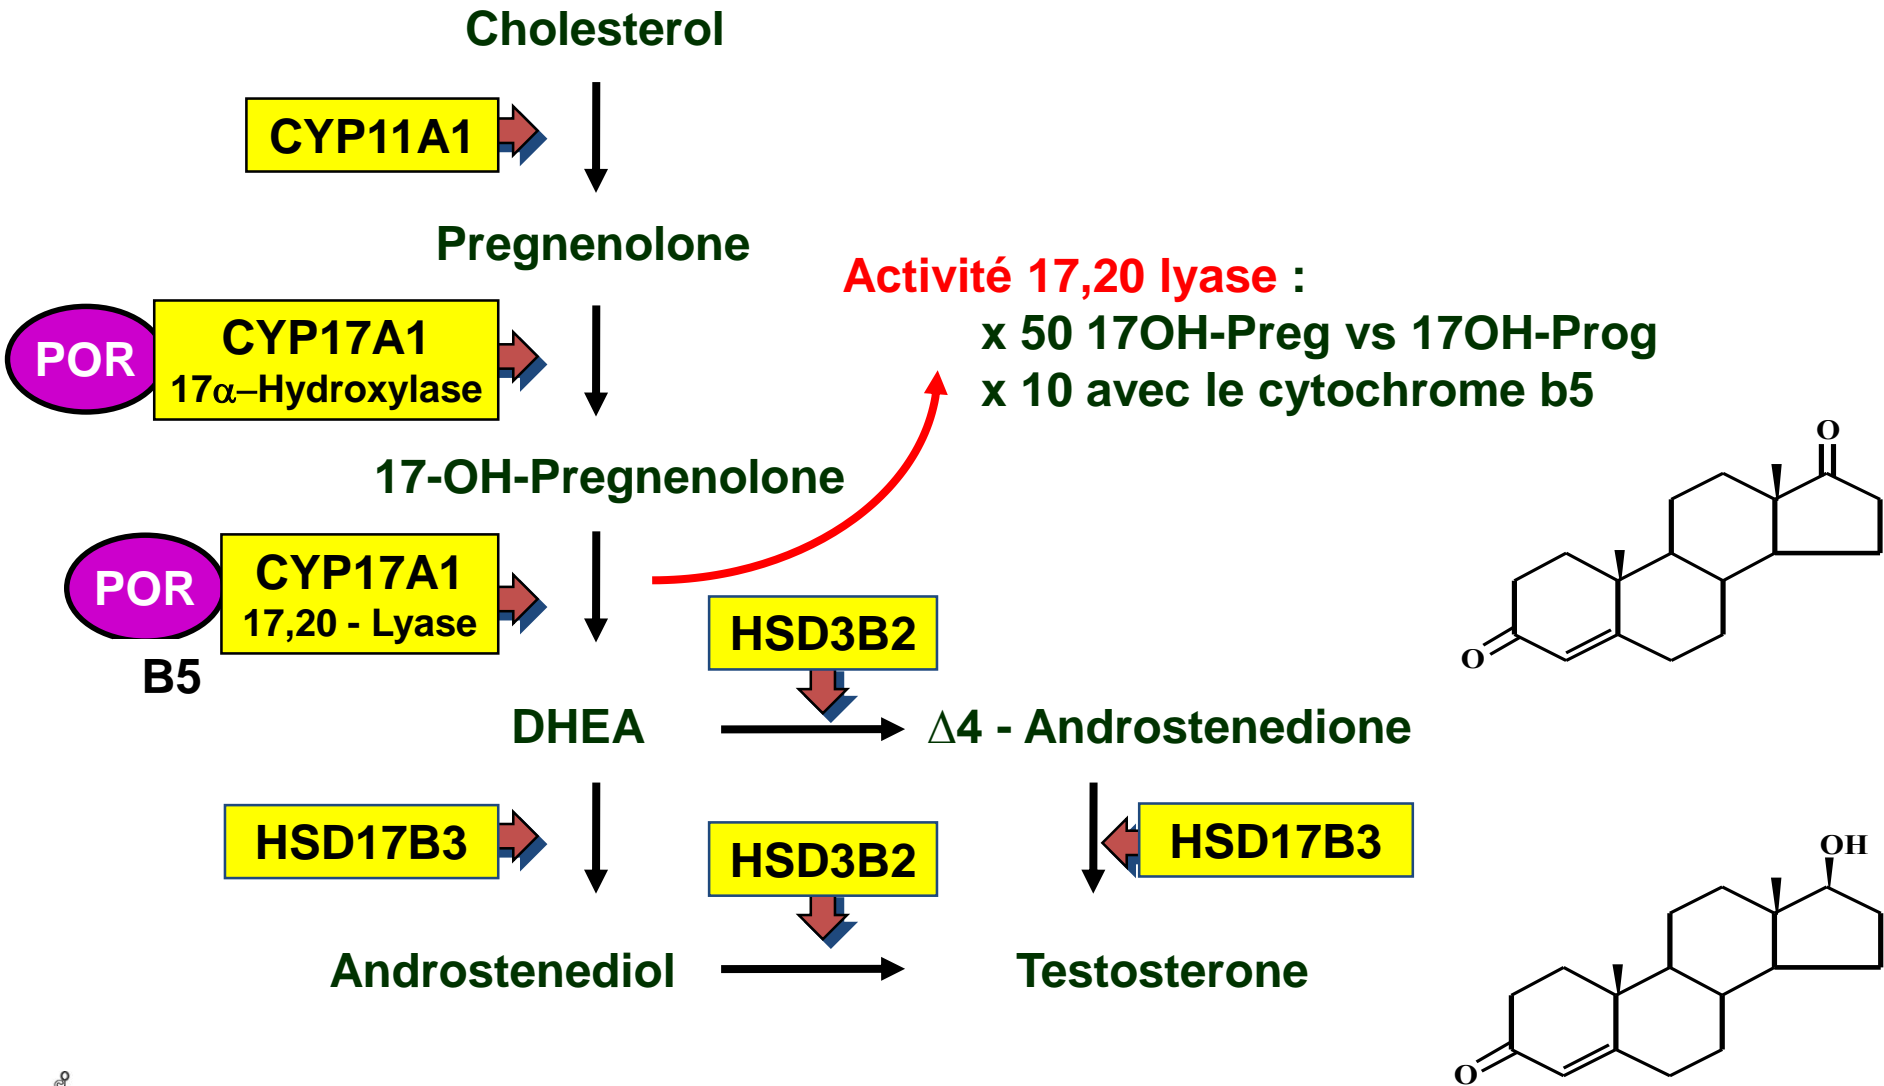 Cholesterol
CYP11A1
Pregnenolone
Activité 17,20 lyase :
x 50 17OH-Preg vs 17OH-Prog
x 10 avec le cytochrome b5
POR
CYP17A1
17α–Hydroxylase
17-OH-Pregnenolone
POR
CYP17A1
17,20 - Lyase
B5
HSD3B2
DHEA
Δ4 - Androstenedione
HSD17B3
HSD3B2
HSD17B3
Androstenediol
Testosterone
O
O
OH
O